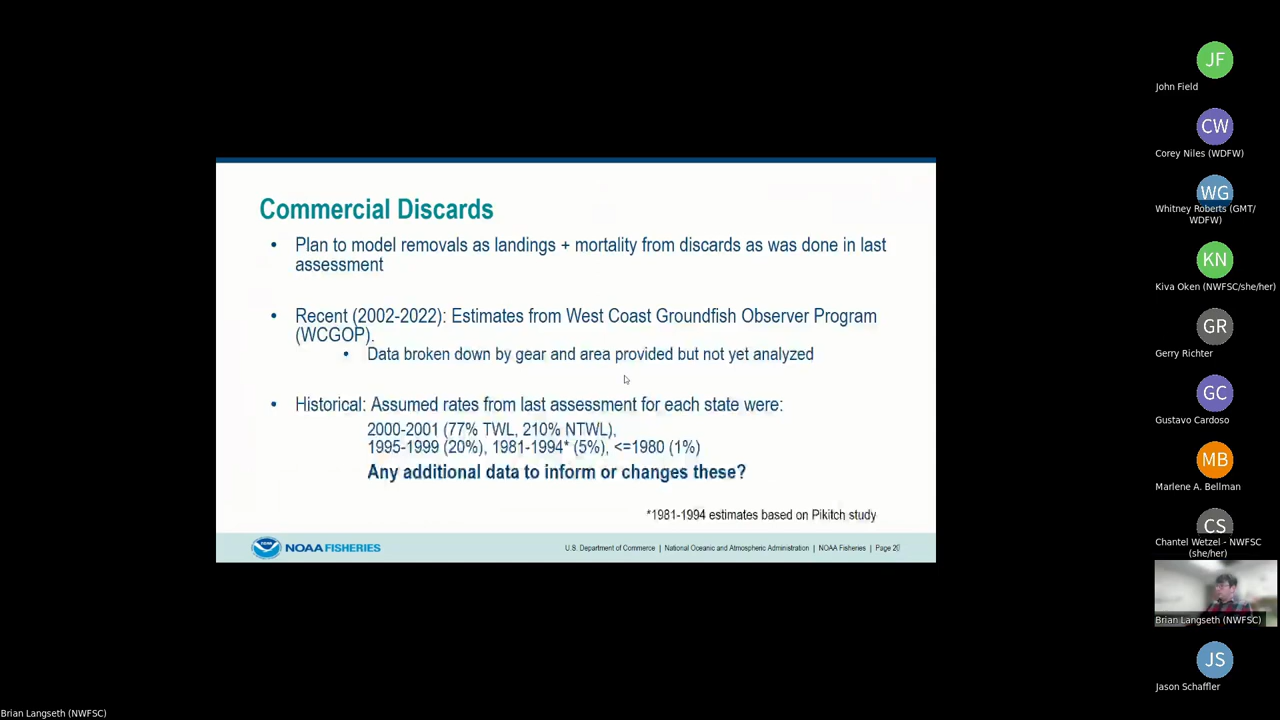 Commercial Discards
• Plan to model removals as landings + mortality from discards as was done in last
assessment
• Recent (2002-2022): Estimates from West Coast Groundfish Observer Program
(WCGOP).
• Data broken down by gear and area provided but not yet analyzed
• Historical: Assumed rates from last assessment for each state were:
2000-2001 (77% TWL, 210% NTWL),
1995-1999 (20%), 1981-1994* (5%), <=1980 (1%)
Any additional data to inform or changes these?
*1981-1994 estimates based on Pikitch study
NOAA FISHERIES
U.S. Department of Commerce | National Oceanic and Atmospheric Administration | NOAA Fisheries | Page 20
JF
John Field
CW
Corey Niles (WDFW)
WG
Whitney Roberts (GMT/
WDFW)
KN
Kiva Oken (NWFSC/she/her)
GR
Gerry Richter
GC
Gustavo Cardoso
MB
Marlene A. Bellman
CS
Chantel Wetzel - NWFSC
(she/her)
Brian Langseth (NWFSC)
JS
Jason Schaffler
Brian Langseth (NWFSC)